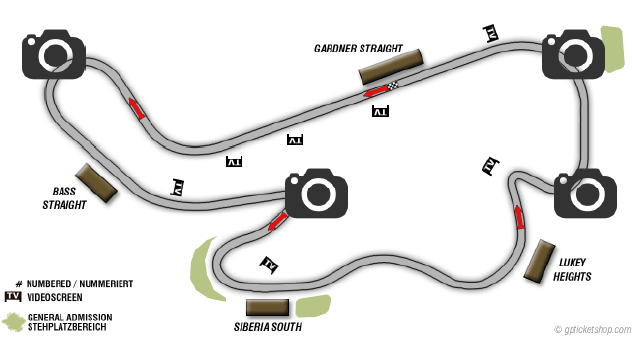 TV
GARDNER STRAIGHT
TV
TV
TV
TV
BASS
STRAIGHT
TV
LUKEY
HEIGHTS
TV
# NUMBERED / NUMMERIERT
TV VIDEOSCREEN
GENERAL ADMISSION
STEHPLATZBEREICH
SIBERIA SOUTH
© gpticketshop.com